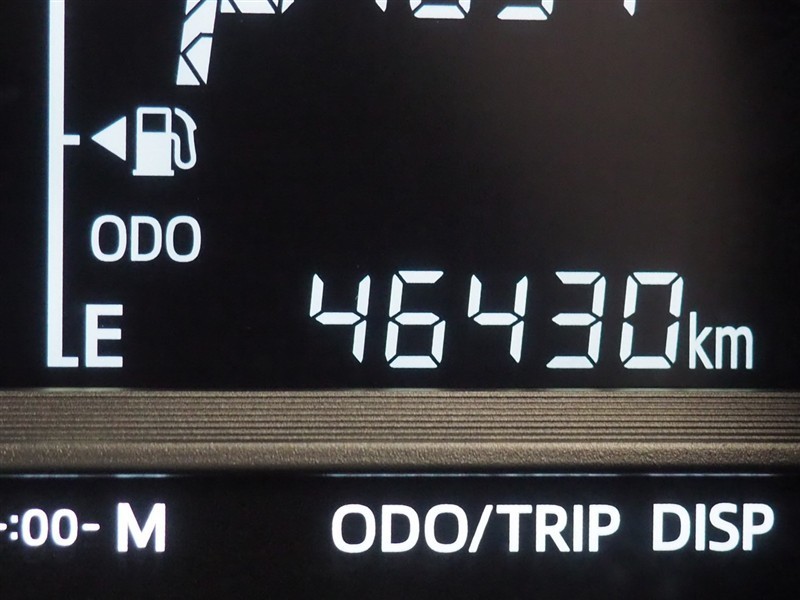 ODO
46430km
E
-:00- M ODO/TRIP DISP